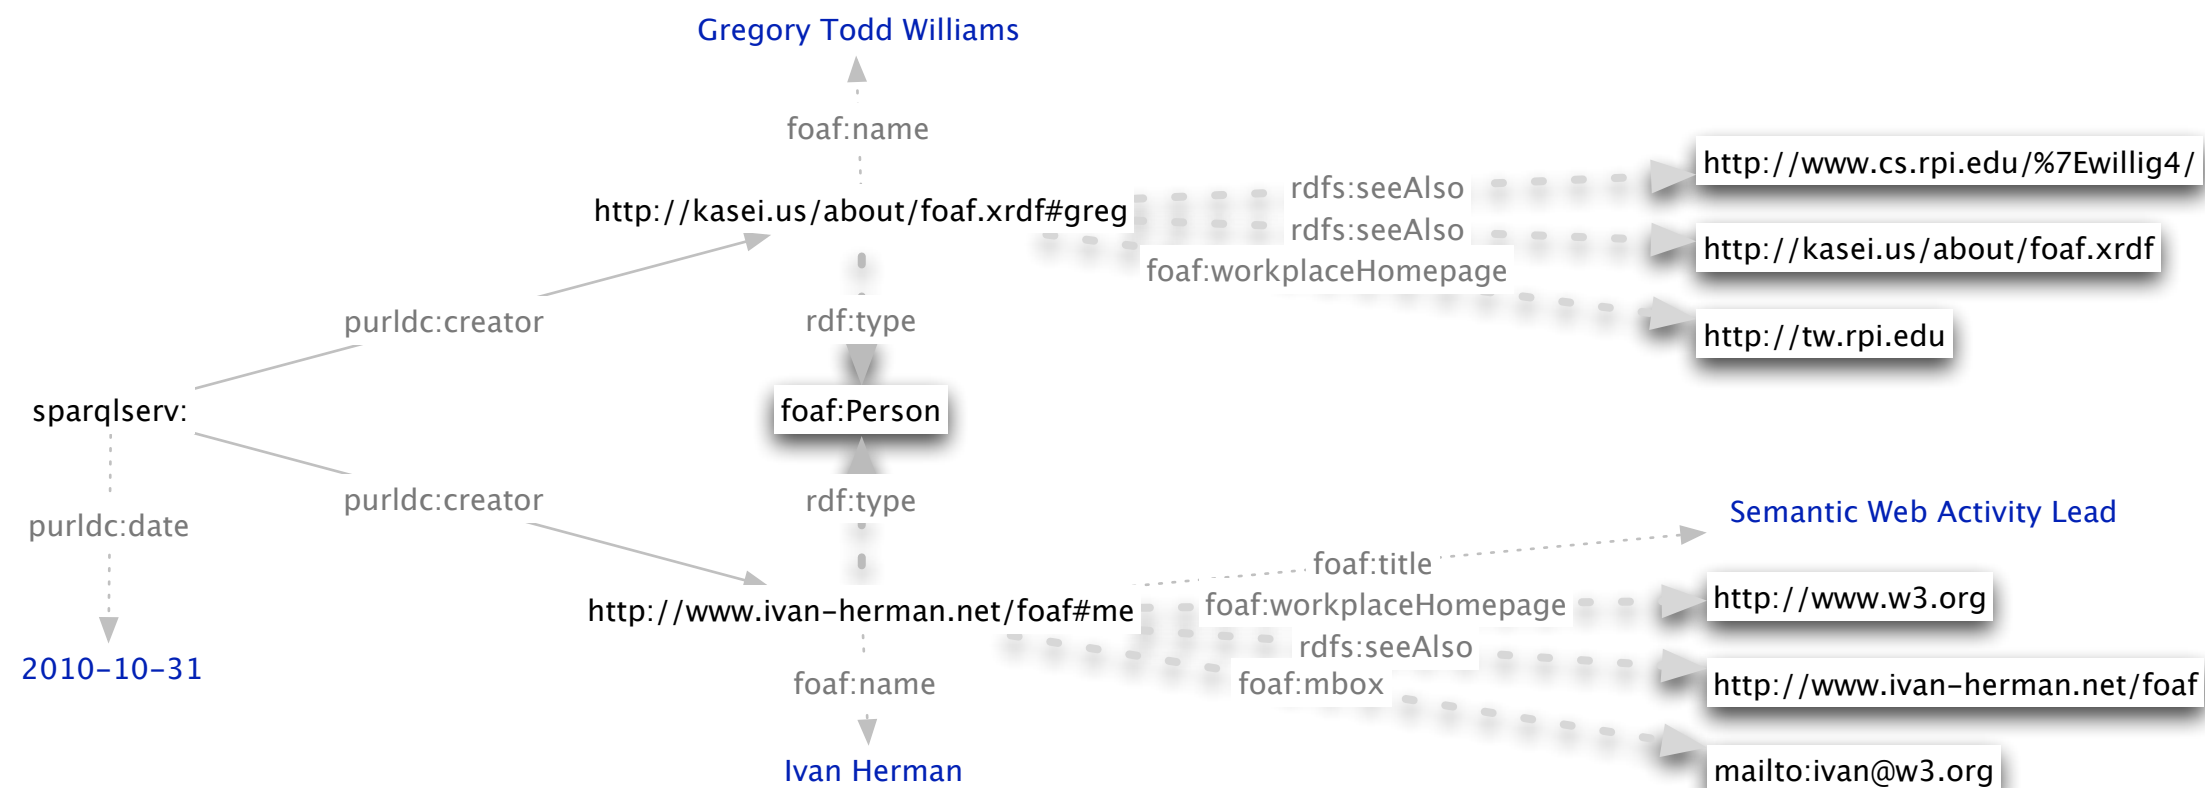 Gregory Todd Williams
foaf:name
http://www.cs.rpi.edu/%7Ewillig4/
rdfs:seeAlso
http://kasei.us/about/foaf.xrdf#greg
rdfs:seeAlso
http://kasei.us/about/foaf.xrdf
foaf:workplaceHomepage
purldc:creator
rdf:type
http://tw.rpi.edu
sparqlserv:
foaf:Person
purldc:creator
rdf:type
Semantic Web Activity Lead
purldc:date
foaf:title
http://www.ivan-herman.net/foaf#me
foaf:workplaceHomepage
http://www.w3.org
rdfs:seeAlso
2010-10-31
foaf:name
foaf:mbox
http://www.ivan-herman.net/foaf
Ivan Herman
mailto:ivan@w3.org